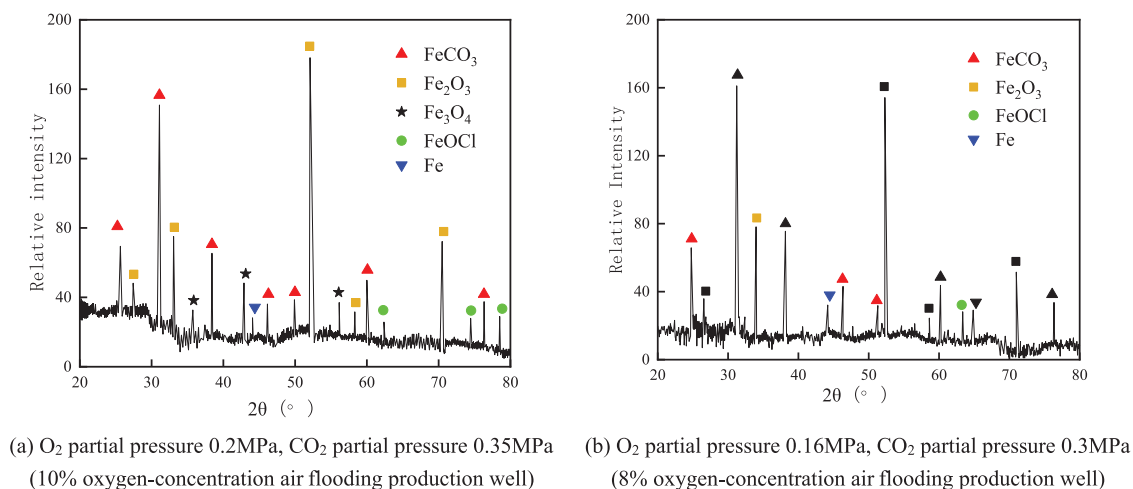 200
160
120
80
40
0
Relative intensity
FeCO₃
Fe₂O₃
Fe₃O₄
FeOCl
Fe
20 30 40 50 60 70 80
2θ (°)
(a) O₂ partial pressure 0.2MPa, CO₂ partial pressure 0.35MPa
(10% oxygen-concentration air flooding production well)
200
160
120
80
40
0
Relative Intensity
FeCO₃
Fe₂O₃
FeOCl
Fe
20 30 40 50 60 70 80
2θ (°)
(b) O₂ partial pressure 0.16MPa, CO₂ partial pressure 0.3MPa
(8% oxygen-concentration air flooding production well)